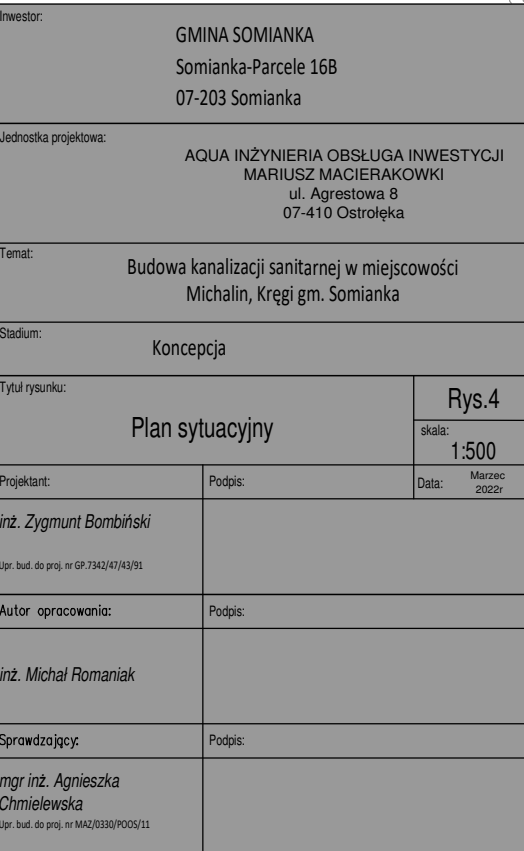 Inwestor:
GMINA SOMIANKA
Somianka-Parcele 16B
07-203 Somianka
Jednostka projektowa:
AQUA INŻYNIERIA OBSŁUGA INWESTYCJI
MARIUSZ MACIERAKOWKI
ul. Agrestowa 8
07-410 Ostrołęka
Temat:
Budowa kanalizacji sanitarnej w miejscowości
Michalin, Kręgi gm. Somianka
Stadium:
Koncepcja
Tytuł rysunku:
Plan sytuacyjny
Rys.4
skala:
1:500
Projektant:
Podpis:
Data:
Marzec
2022r
inż. Zygmunt Bombiński
Upr. bud. do proj. nr GP.7342/47/43/91
Autor opracowania:
Podpis:
inż. Michał Romaniak
Sprawdzający:
Podpis:
mgr inż. Agnieszka
Chmielewska
Upr. bud. do proj. nr MAZ/0330/POOS/11